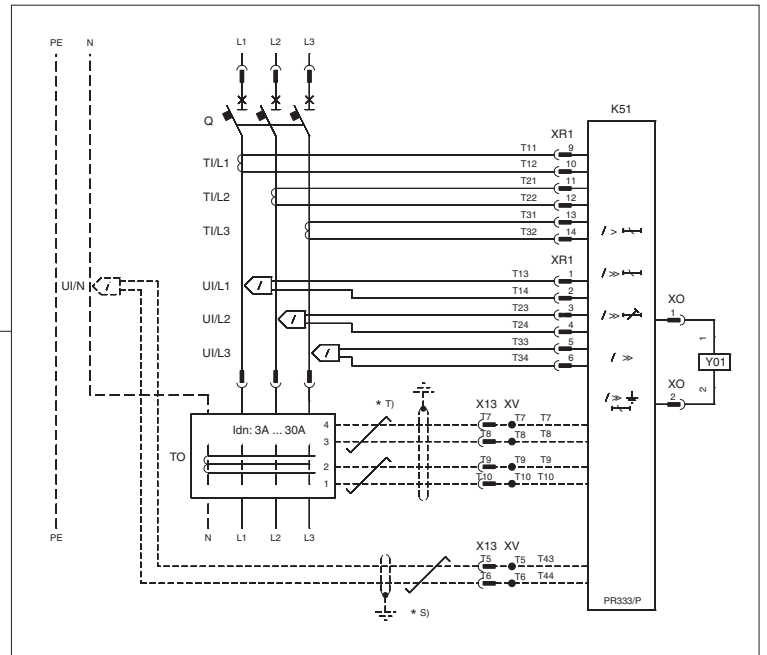 PE N L1 L2 L3
K51
Q
XR1
T11 9
TI/L1 T12 10
T21 11
TI/L2 T22 12
T31 13
TI/L3 T32 14
I >
XR1
I ≫
UI/N i UI/L1 I T13 1
T14 2
XO
1
UI/L2 I T23 3
I ≫
T24 4
1
UI/L3 I T33 5
I ≫
T34 6
Y01
XO
2
2
I ≫
* T)
X13 XV
Idn: 3A ... 30A 4 T7 T7 T7
3 T8 T8 T8
TO
2 T9 T9 T9
1 T10 T10 T10
PE N L1 L2 L3
X13 XV
T5 T5 T43
T6 T6 T44
* S)
PR333/P